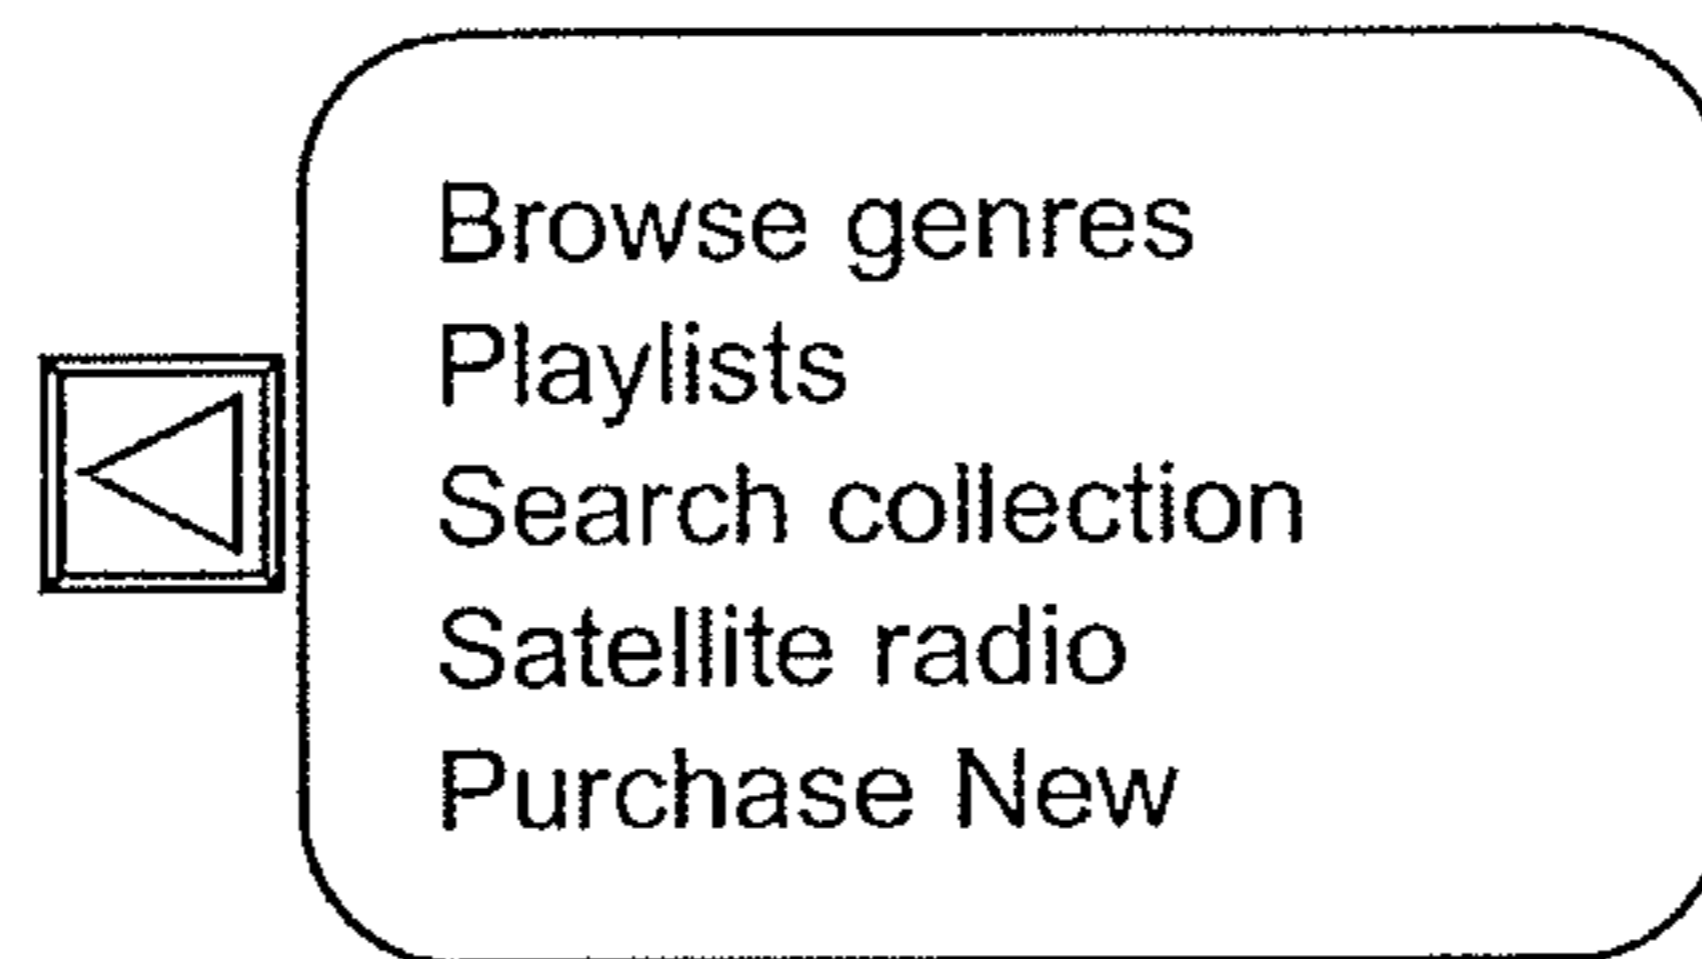 Browse genres
Playlists
Search collection
Satellite radio
Purchase New